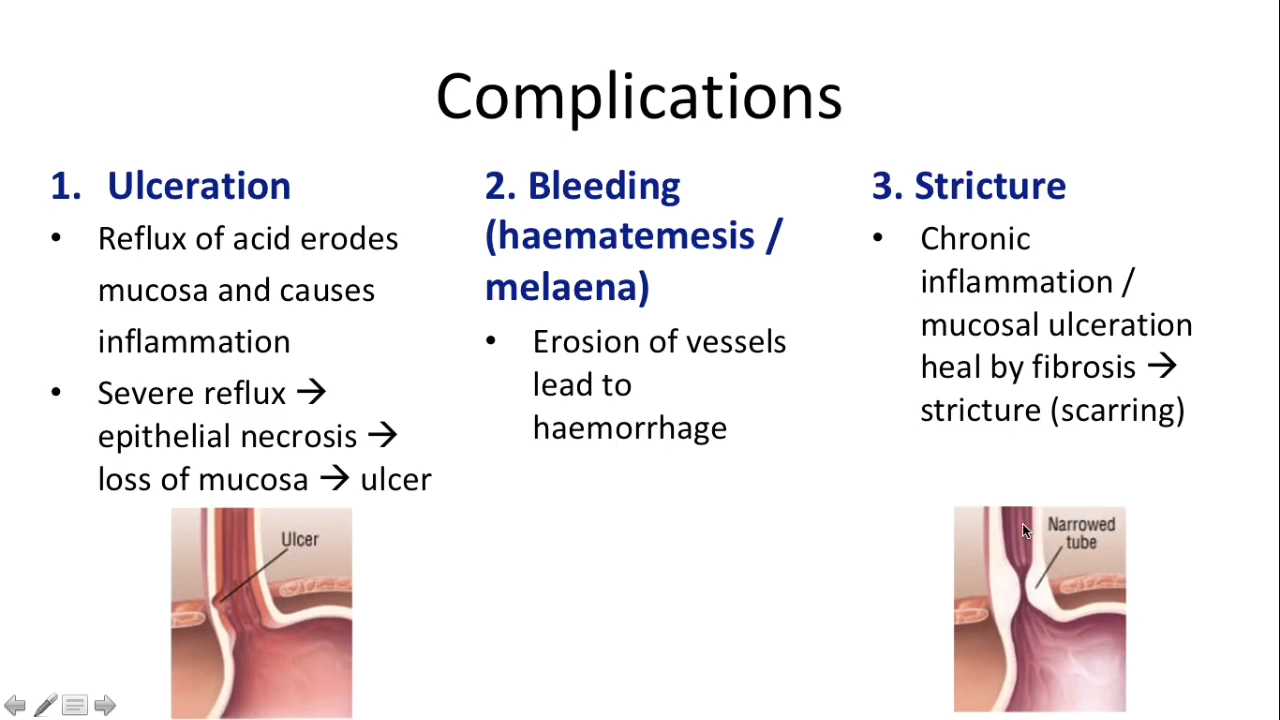 Complications
1. Ulceration
• Reflux of acid erodes
mucosa and causes
inflammation
• Severe reflux →
epithelial necrosis →
loss of mucosa → ulcer
Ulcer
2. Bleeding
(haematemesis /
melaena)
• Erosion of vessels
lead to
haemorrhage
3. Stricture
• Chronic
inflammation /
mucosal ulceration
heal by fibrosis →
stricture (scarring)
Narrowed
tube